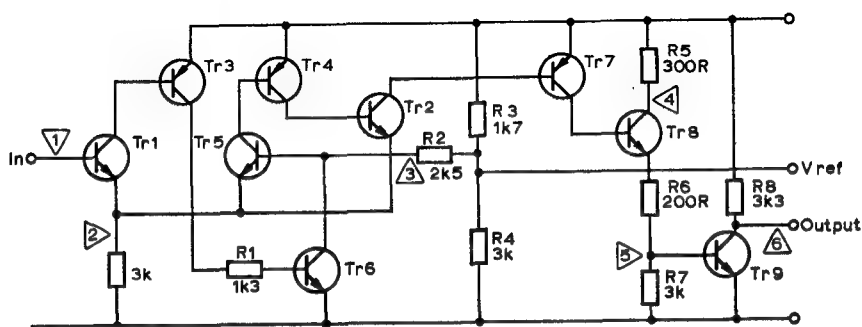 Tr3
Tr4
Tr7
R5
300R
4
Tr2
R3
1k7
1
Tr1
Tr5
R2
Tr8
In
3
2k5
Vref
R6
200R
R8
3k3
2
Output
R4
3k
6
5
3k
R1
1k3
Tr6
R7
3k
Tr9